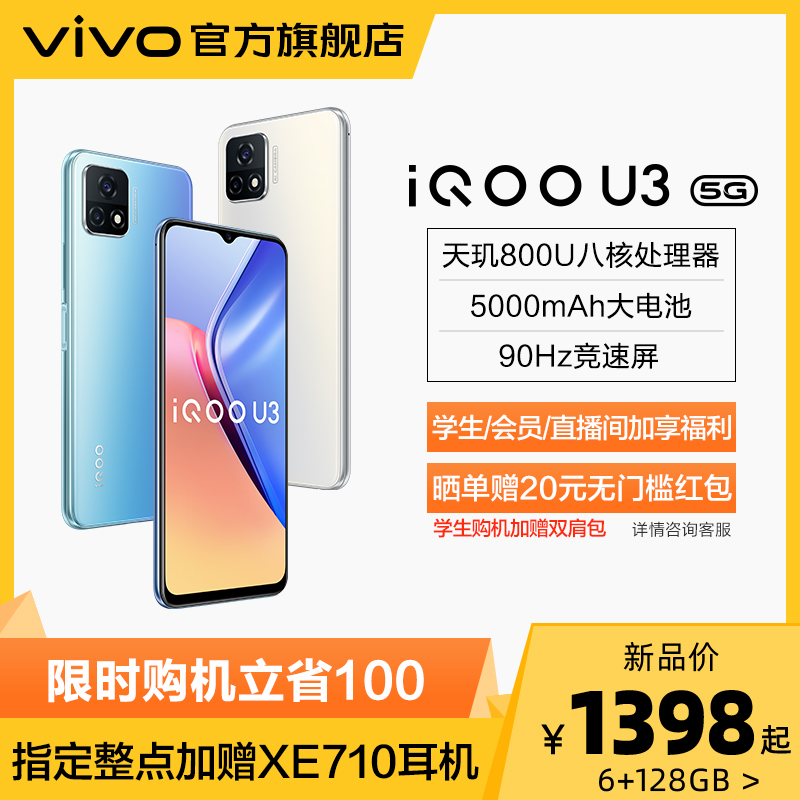 vivo 官方旗舰店
iQOO U3 5G
天玑800U八核处理器
5000mAh大电池
90Hz竞速屏
iQOO
iQOO U3
学生/会员/直播间加享福利
晒单赠20元无门槛红包
学生购机加赠双肩包 详情咨询客服
限时购机立省100
指定整点加赠XE710耳机
新品价
¥1398起
6+128GB >